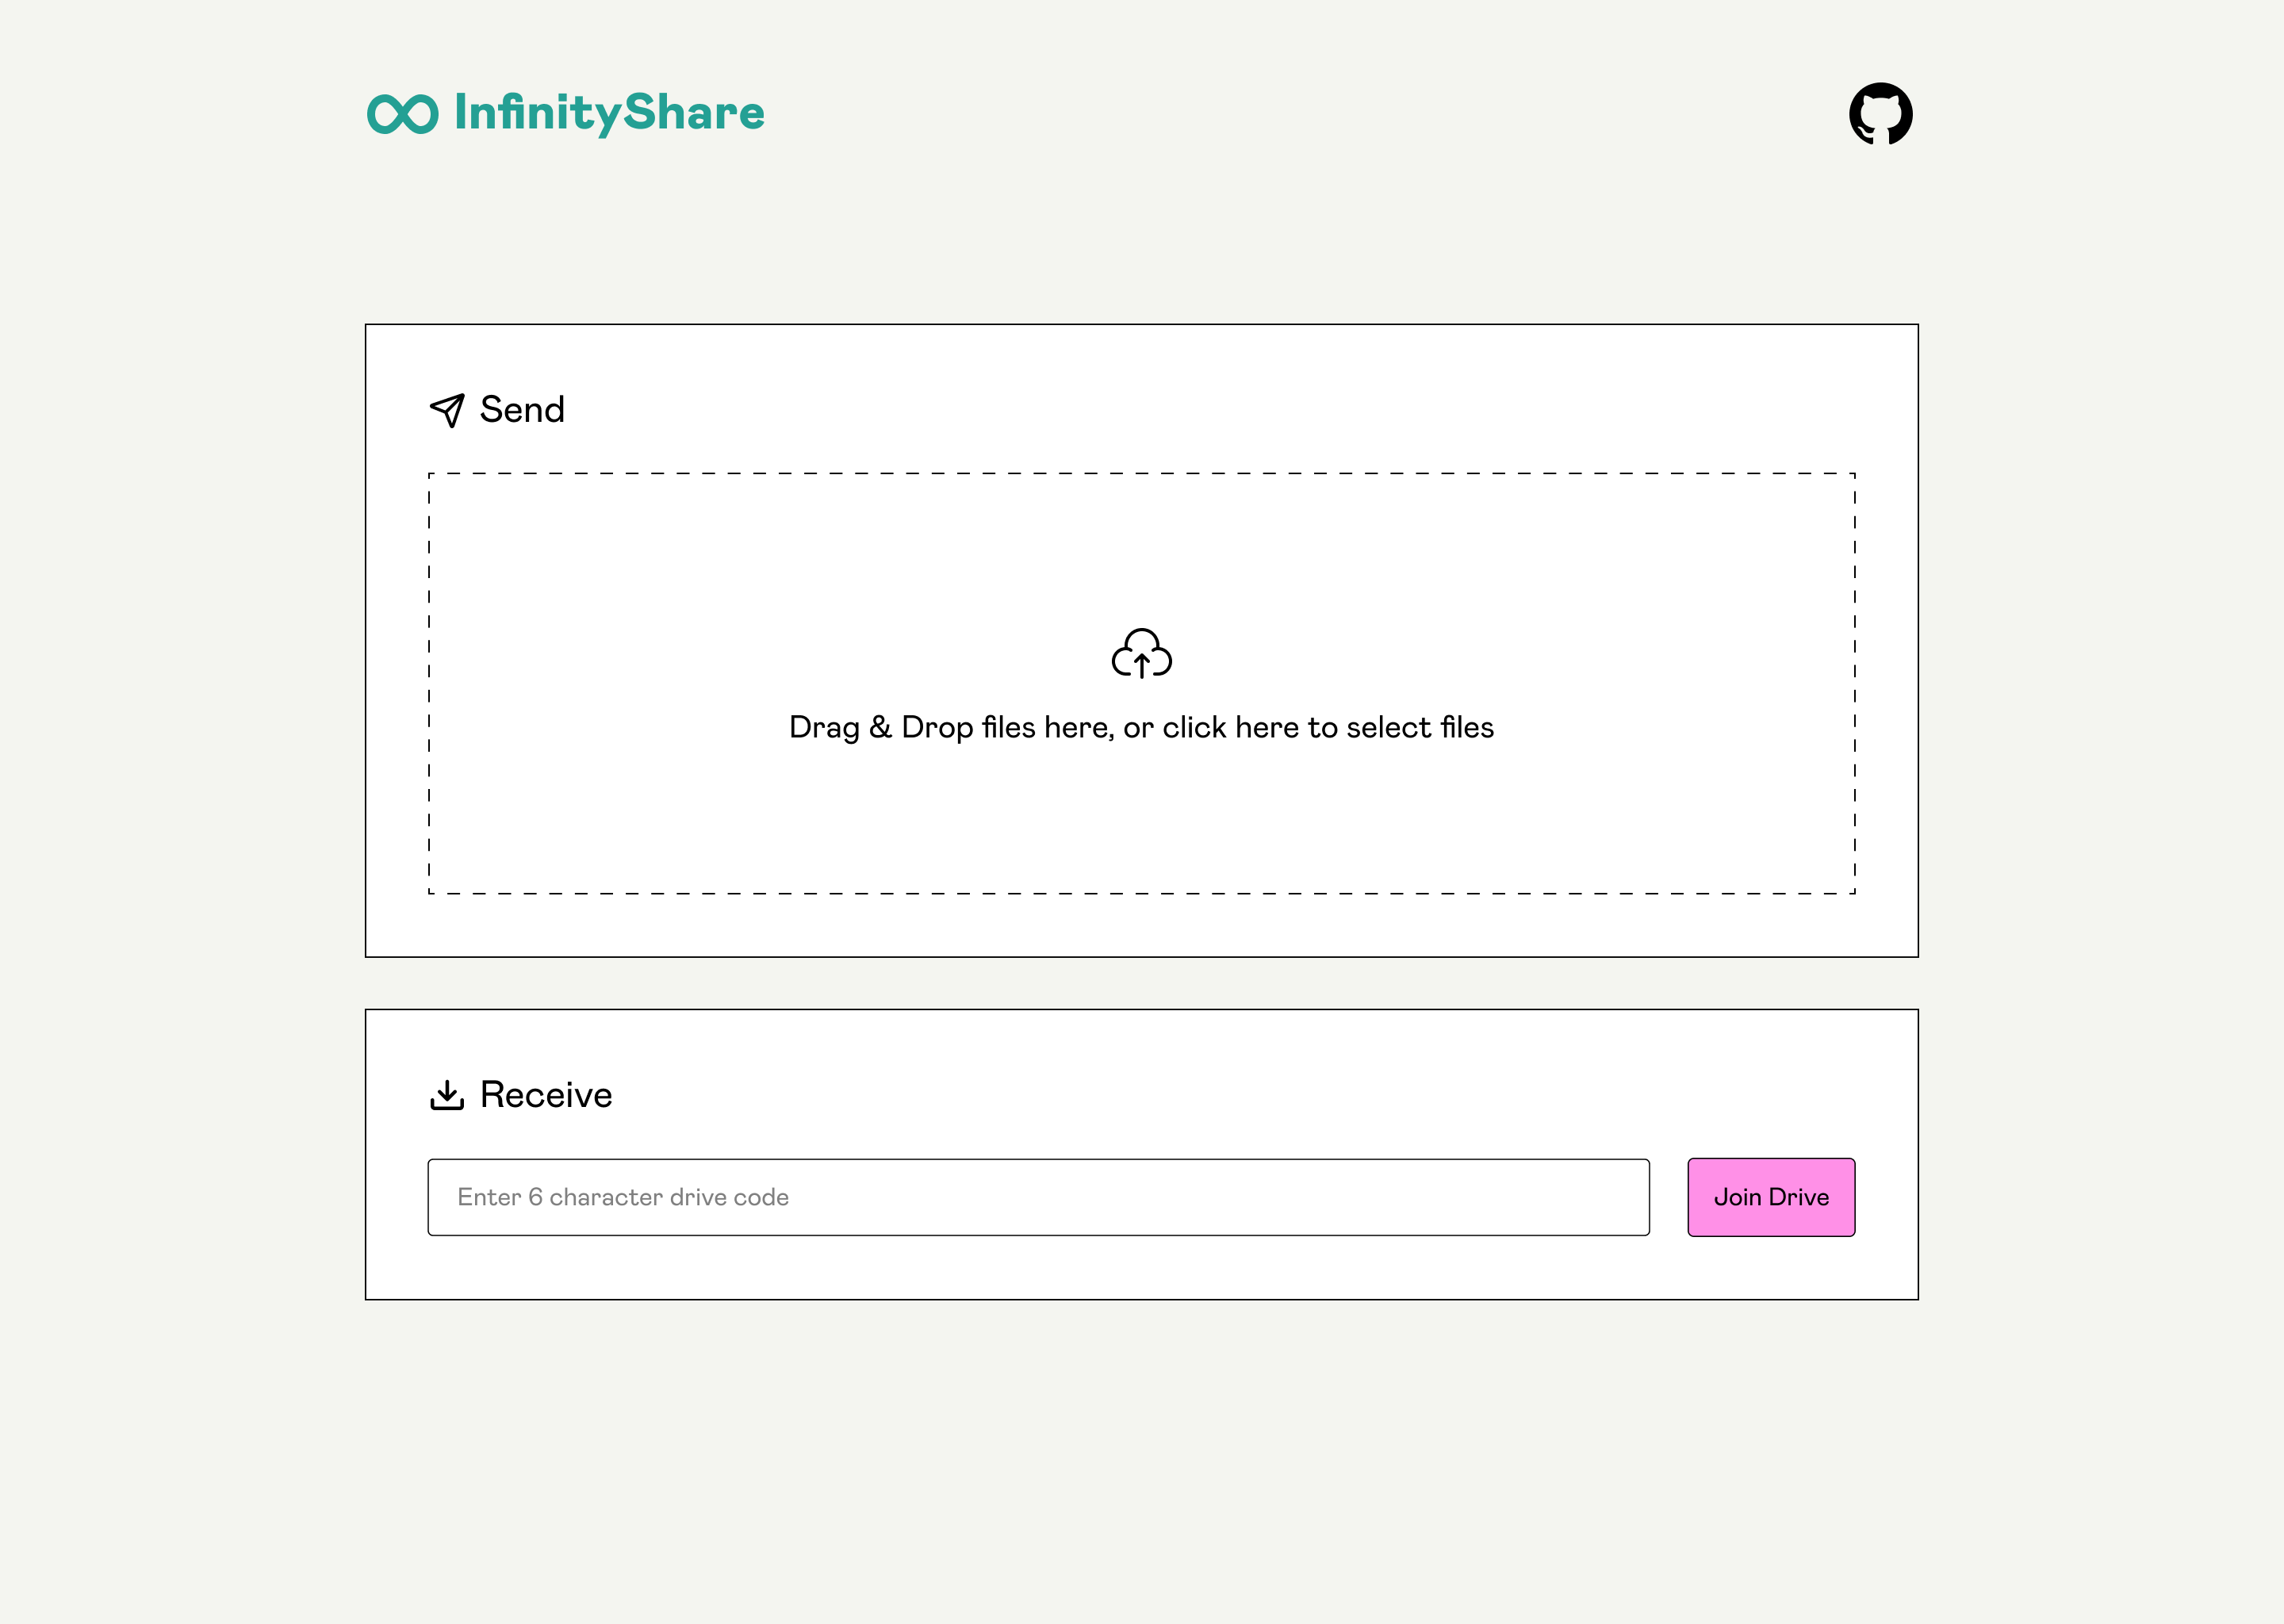 InfinityShare
Send
Drag & Drop files here, or click here to select files
Receive
Enter 6 character drive code
Join Drive